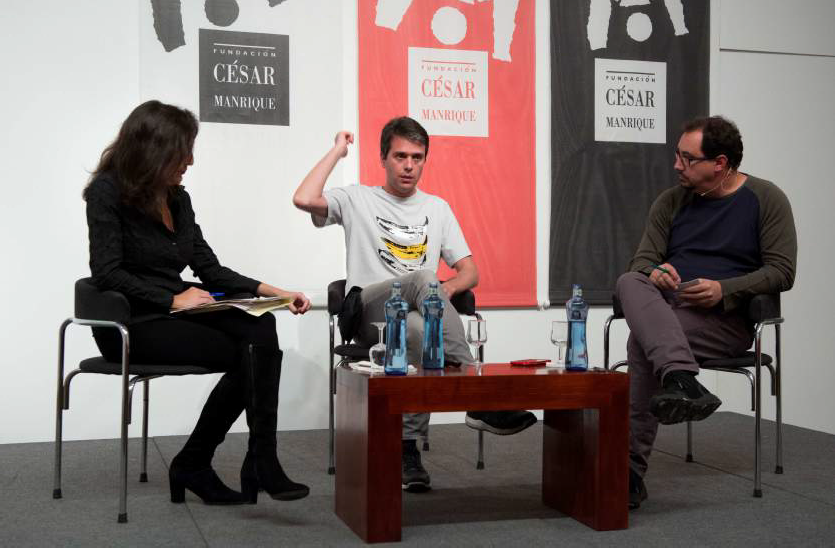 FUNDACIÓN
CÉSAR
MANRIQUE
FUNDACIÓN
CÉSAR
MANRIQUE
FUNDACIÓN
CÉSAR
MANRIQUE